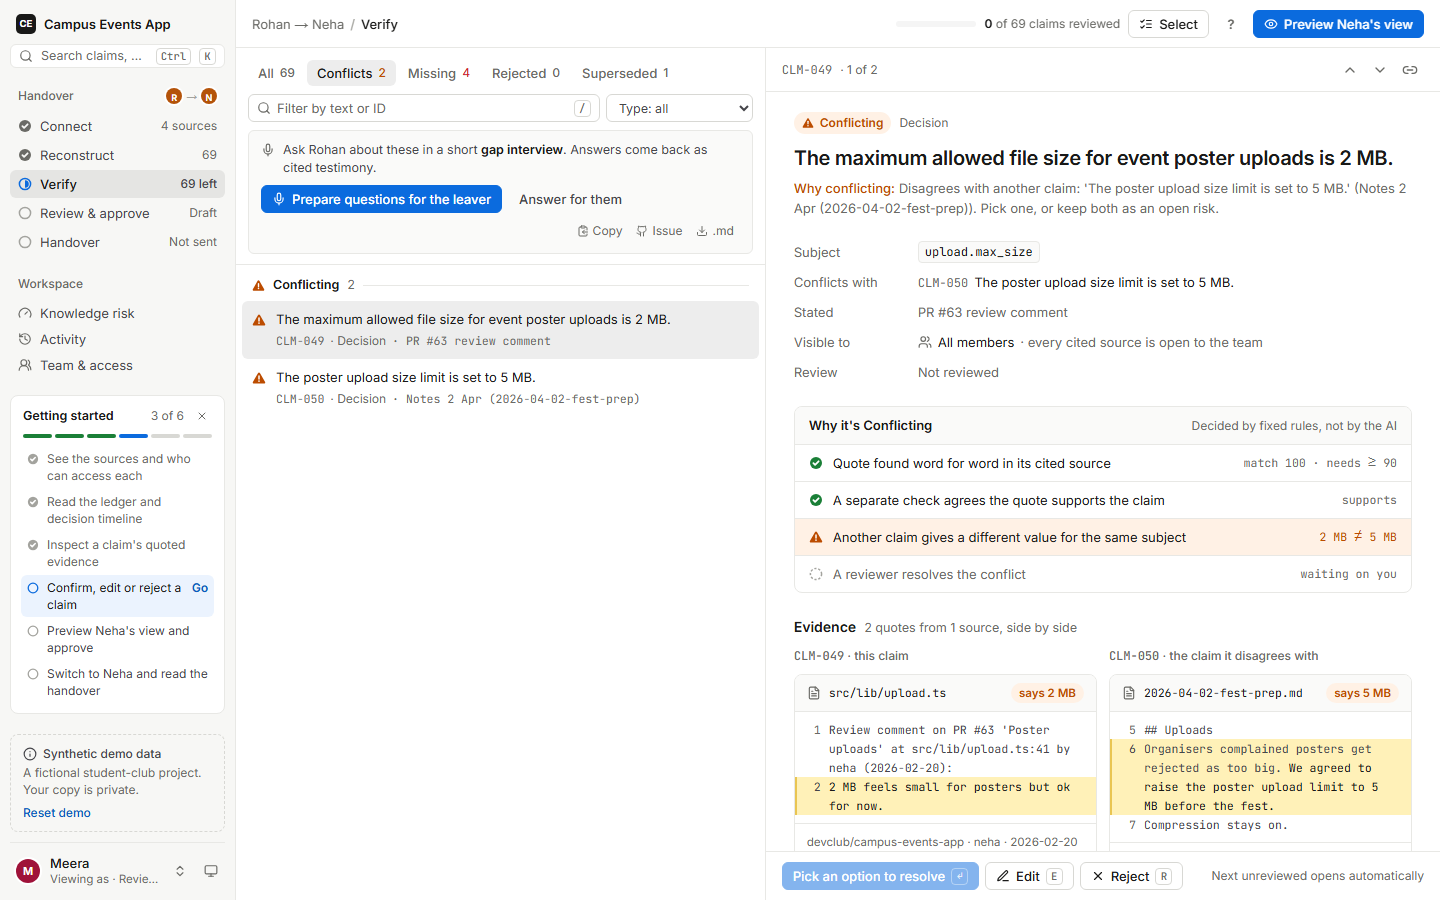 CE Campus Events App
Search claims, ... Ctrl K
Handover R → N
Connect 4 sources
Reconstruct 69
Verify 69 left
Review & approve Draft
Handover Not sent
Workspace
Knowledge risk
Activity
Team & access
Getting started 3 of 6
See the sources and who
can access each
Read the ledger and
decision timeline
Inspect a claim's quoted
evidence
Confirm, edit or reject a Go
claim
Preview Neha's view and
approve
Switch to Neha and read the
handover
Synthetic demo data
A fictional student-club project.
Your copy is private.
Reset demo
M Meera
Viewing as · Revie...
Rohan → Neha / Verify
0 of 69 claims reviewed Select ? Preview Neha's view
All 69 Conflicts 2 Missing 4 Rejected 0 Superseded 1
Filter by text or ID / Type: all
Ask Rohan about these in a short gap interview. Answers come back as
cited testimony.
Prepare questions for the leaver Answer for them
Copy Issue .md
Conflicting 2
The maximum allowed file size for event poster uploads is 2 MB.
CLM-049 · Decision · PR #63 review comment
The poster upload size limit is set to 5 MB.
CLM-050 · Decision · Notes 2 Apr (2026-04-02-fest-prep)
CLM-049 · 1 of 2
Conflicting Decision
The maximum allowed file size for event poster uploads is 2 MB.
Why conflicting: Disagrees with another claim: 'The poster upload size limit is set to 5 MB.' (Notes 2
Apr (2026-04-02-fest-prep)). Pick one, or keep both as an open risk.
Subject upload.max_size
Conflicts with CLM-050 The poster upload size limit is set to 5 MB.
Stated PR #63 review comment
Visible to All members · every cited source is open to the team
Review Not reviewed
Why it's Conflicting Decided by fixed rules, not by the AI
Quote found word for word in its cited source match 100 · needs ≥ 90
A separate check agrees the quote supports the claim supports
Another claim gives a different value for the same subject 2 MB ≠ 5 MB
A reviewer resolves the conflict waiting on you
Evidence 2 quotes from 1 source, side by side
CLM-049 · this claim
src/lib/upload.ts says 2 MB
1 Review comment on PR #63 'Poster
uploads' at src/lib/upload.ts:41 by
neha (2026-02-20):
2 2 MB feels small for posters but ok
for now.
devclub/campus-events-app · neha · 2026-02-20
CLM-050 · the claim it disagrees with
2026-04-02-fest-prep.md says 5 MB
5 ## Uploads
6 Organisers complained posters get
rejected as too big. We agreed to
raise the poster upload limit to 5
MB before the fest.
7 Compression stays on.
Pick an option to resolve Edit E Reject R Next unreviewed opens automatically